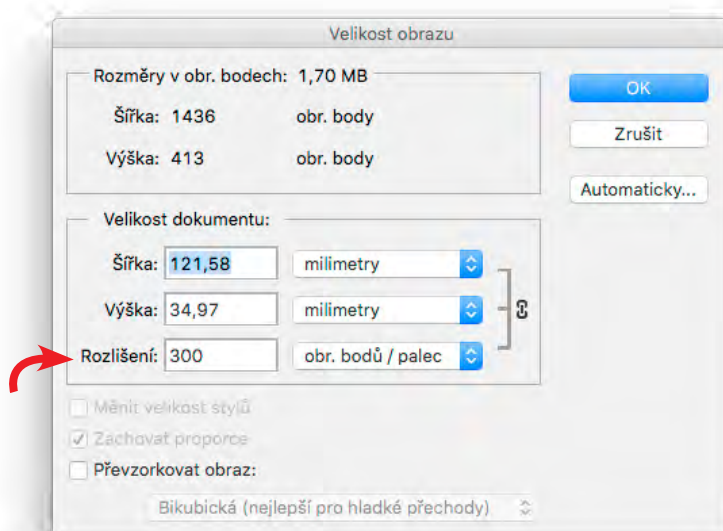 Velikost obrazu
Rozměry v obr. bodech: 1,70 MB
Šířka: 1436 obr. body
Výška: 413 obr. body
OK
Zrušit
Automaticky...
Velikost dokumentu:
Šířka: 121,58 milimetry
Výška: 34,97 milimetry
Rozlišení: 300 obr. bodů / palec
Měnit velikost stylů
Zachovat proporce
Převzorkovat obraz:
Bikubická (nejlepší pro hladké přechody)